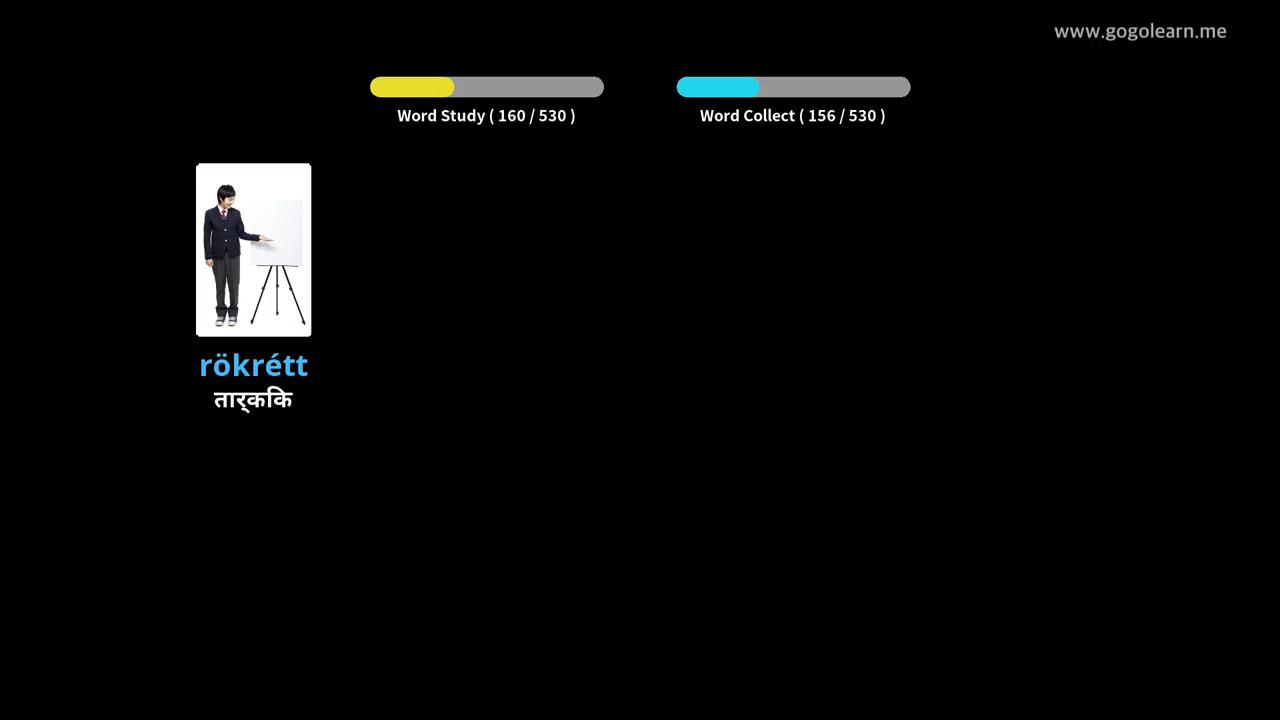 www.gogolearn.me
Word Study ( 160 / 530 )
Word Collect ( 156 / 530 )
rökrétt
तार्ककि